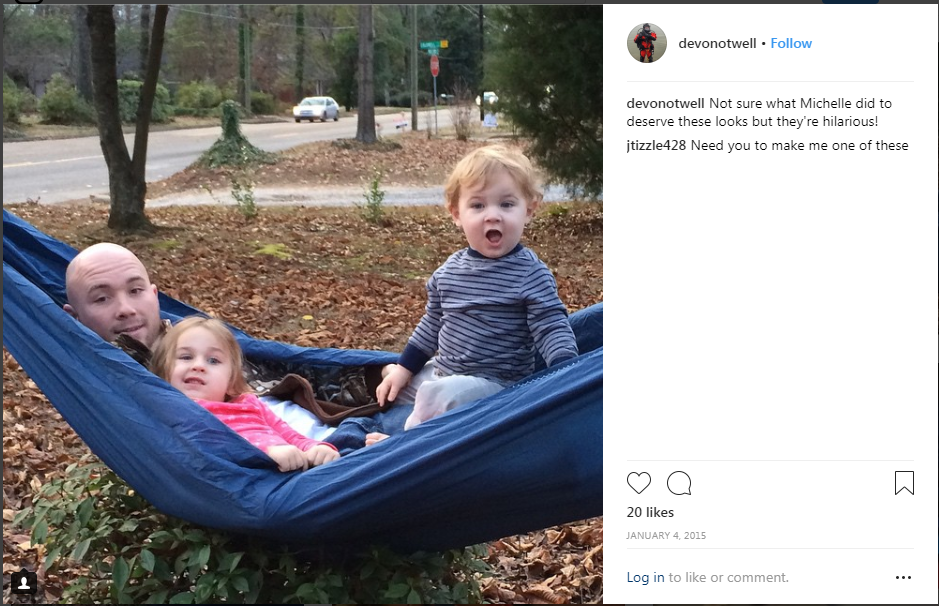 devonotwell • Follow
devonotwell Not sure what Michelle did to
deserve these looks but they're hilarious!
jtizzle428 Need you to make me one of these
20 likes
JANUARY 4, 2015
Log in to like or comment.